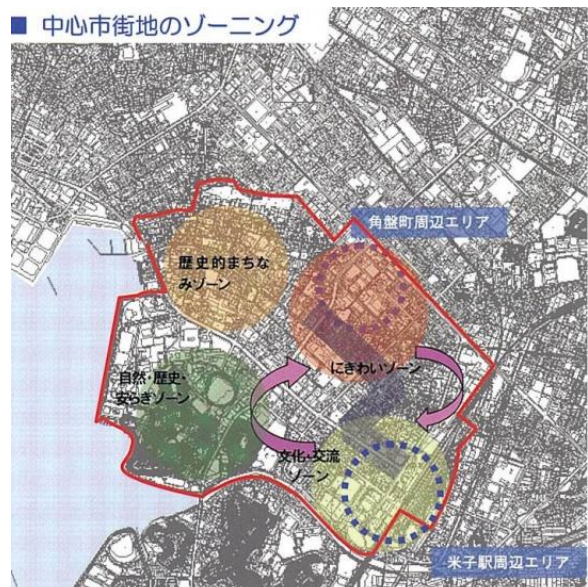 ■ 中心市街地のゾーニング
角盤町周辺エリア
歴史的まちな
みゾーン
にぎわいゾーン
自然・歴史・
安らぎゾーン
文化・交流
ゾーン
米子駅周辺エリア